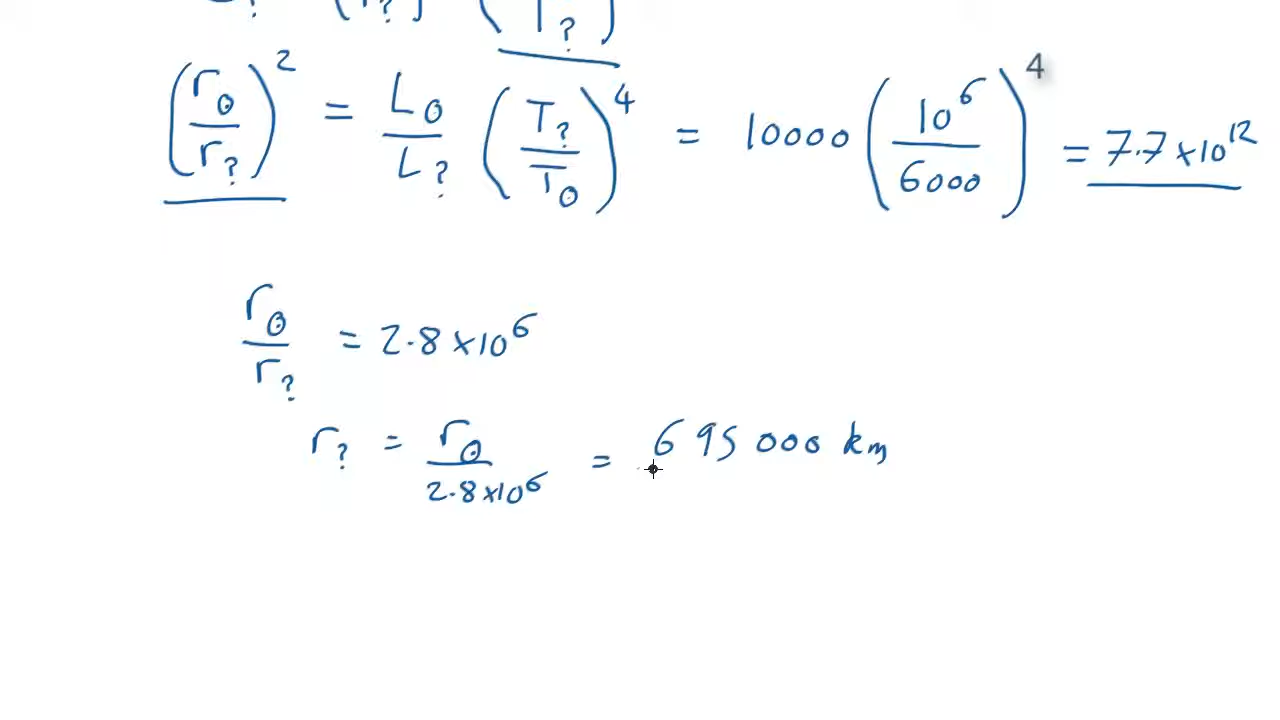 (r⊙/r?)² = L⊙/L? (T?/T⊙)⁴ = 10000 (10⁶/6000)⁴ = 7.7×10¹²
r⊙/r? = 2.8×10⁶
r? = r⊙/2.8×10⁶ = 695 000 km